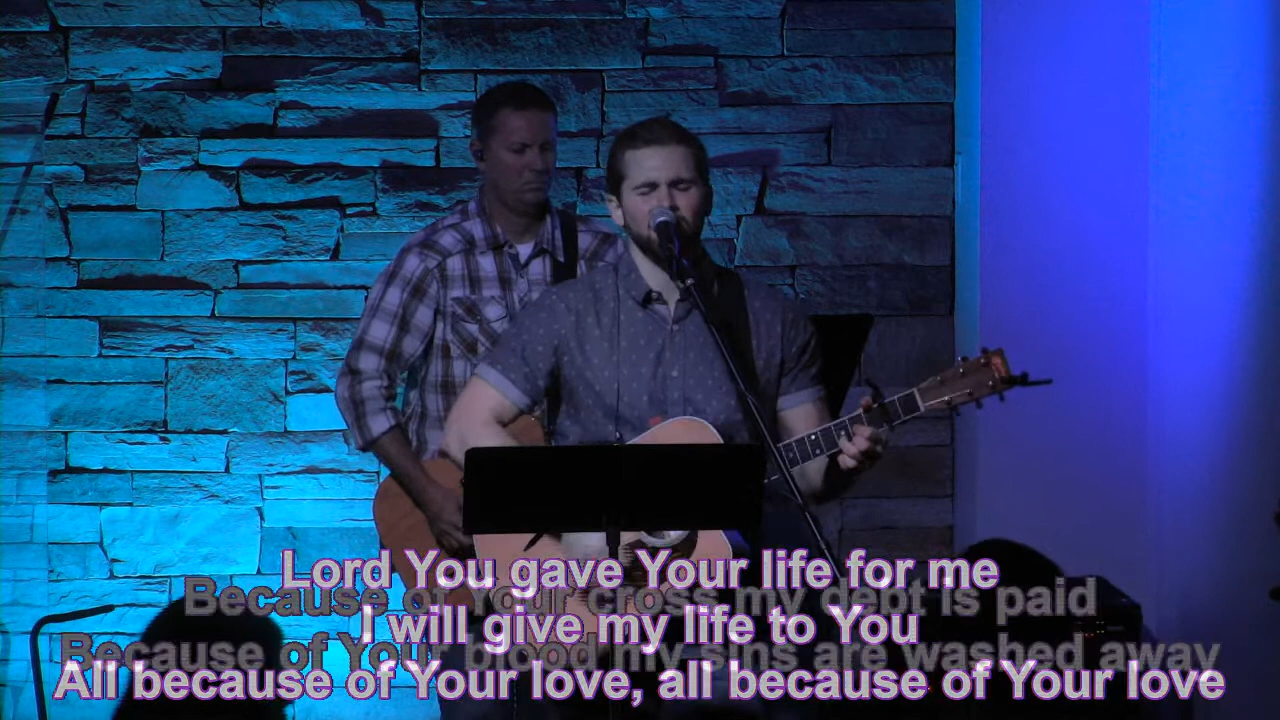 Lord You gave Your life for me
Because of Your cross my debt is paid
I will give my life to You
Because of Your blood my sins are washed away
All because of Your love, all because of Your love